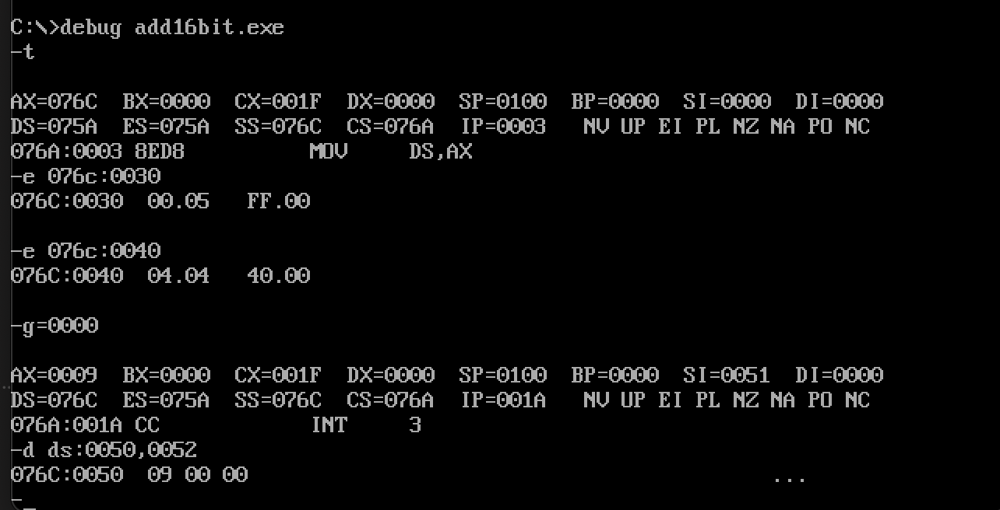 C:\>debug add16bit.exe
-t
AX=076C  BX=0000  CX=001F  DX=0000  SP=0100  BP=0000  SI=0000  DI=0000
DS=075A  ES=075A  SS=076C  CS=076A  IP=0003   NV UP EI PL NZ NA PO NC
076A:0003 8ED8          MOV     DS,AX
-e 076c:0030
076C:0030  00.05   FF.00
-e 076c:0040
076C:0040  04.04   40.00
-g=0000
AX=0009  BX=0000  CX=001F  DX=0000  SP=0100  BP=0000  SI=0051  DI=0000
DS=076C  ES=075A  SS=076C  CS=076A  IP=001A   NV UP EI PL NZ NA PO NC
076A:001A CC            INT     3
-d ds:0050,0052
076C:0050  09 00 00                                          ...
-_